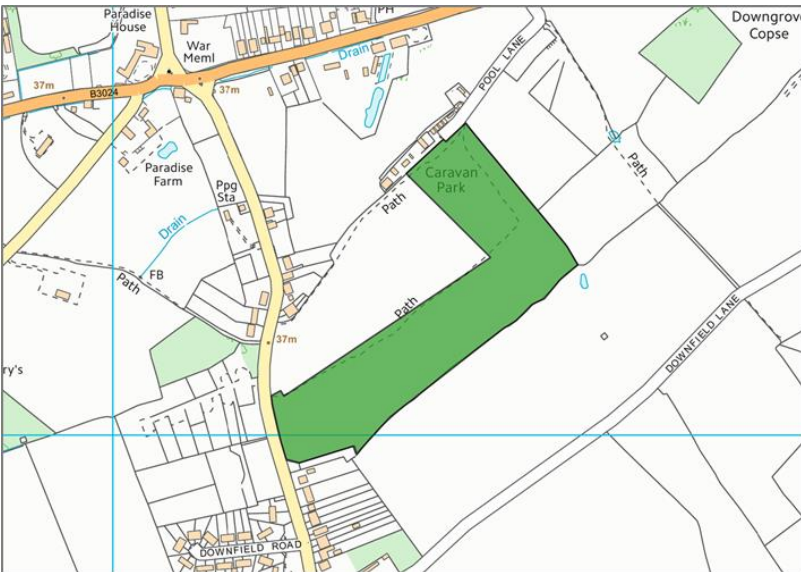 Paradise
House
PH
Downgrove
Copse
War
Meml
Drain
POOL LANE
37m
B3024
37m
Paradise
Farm
Path
Caravan
Park
Ppg
Sta
Path
Drain
FB
Path
Path
37m
DOWNFIELD LANE
ry's
DOWNFIELD ROAD